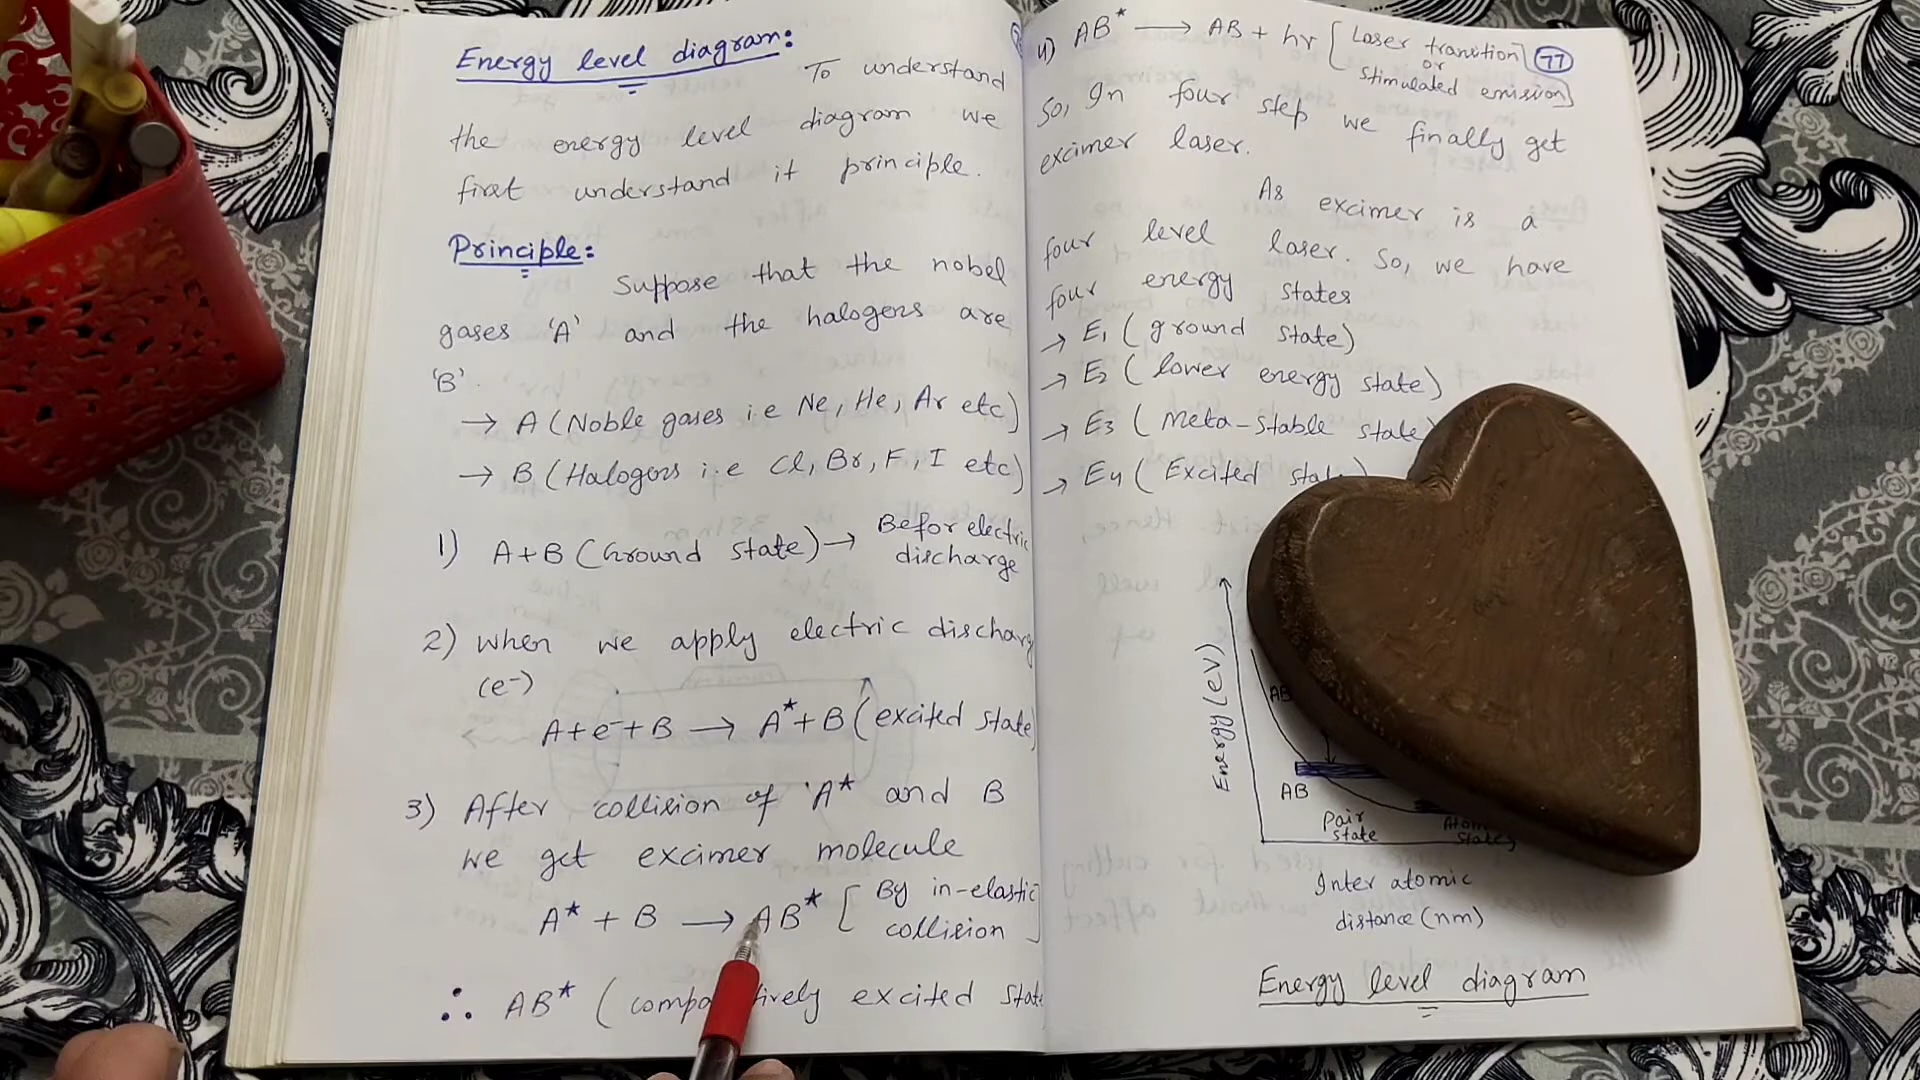 Energy level diagram:
To understand
the energy level diagram we
first understand it principle.
Principle:
Suppose that the nobel
gases 'A' and the halogens are
'B'.
→ A (Noble gases i.e Ne, He, Ar etc)
→ B (Halogens i.e Cl, Br, F, I etc)
1) A+B (Ground state) → Befor electric
discharge
2) when we apply electric discharg
(e⁻)
A+e⁻+B → A*+B (excited state)
3) After collision of A* and B
we get excimer molecule
A* + B → AB* [By in-elastic
collision]
∴ AB* ( excited stat
4) AB* → AB + hν [Laser transition]
or
stimulated emission]
77
So, In four step we finally get
excimer laser.
As excimer is a
four level laser. So, we have
four energy states
→ E₁ (ground state)
→ E₂ (lower energy state)
→ E₃ (Meta-stable state
→ E₄ (Excited stat
Energy (eV)
AB
AB
Pair
state
states
Inter atomic
distance (nm)
Energy level diagram